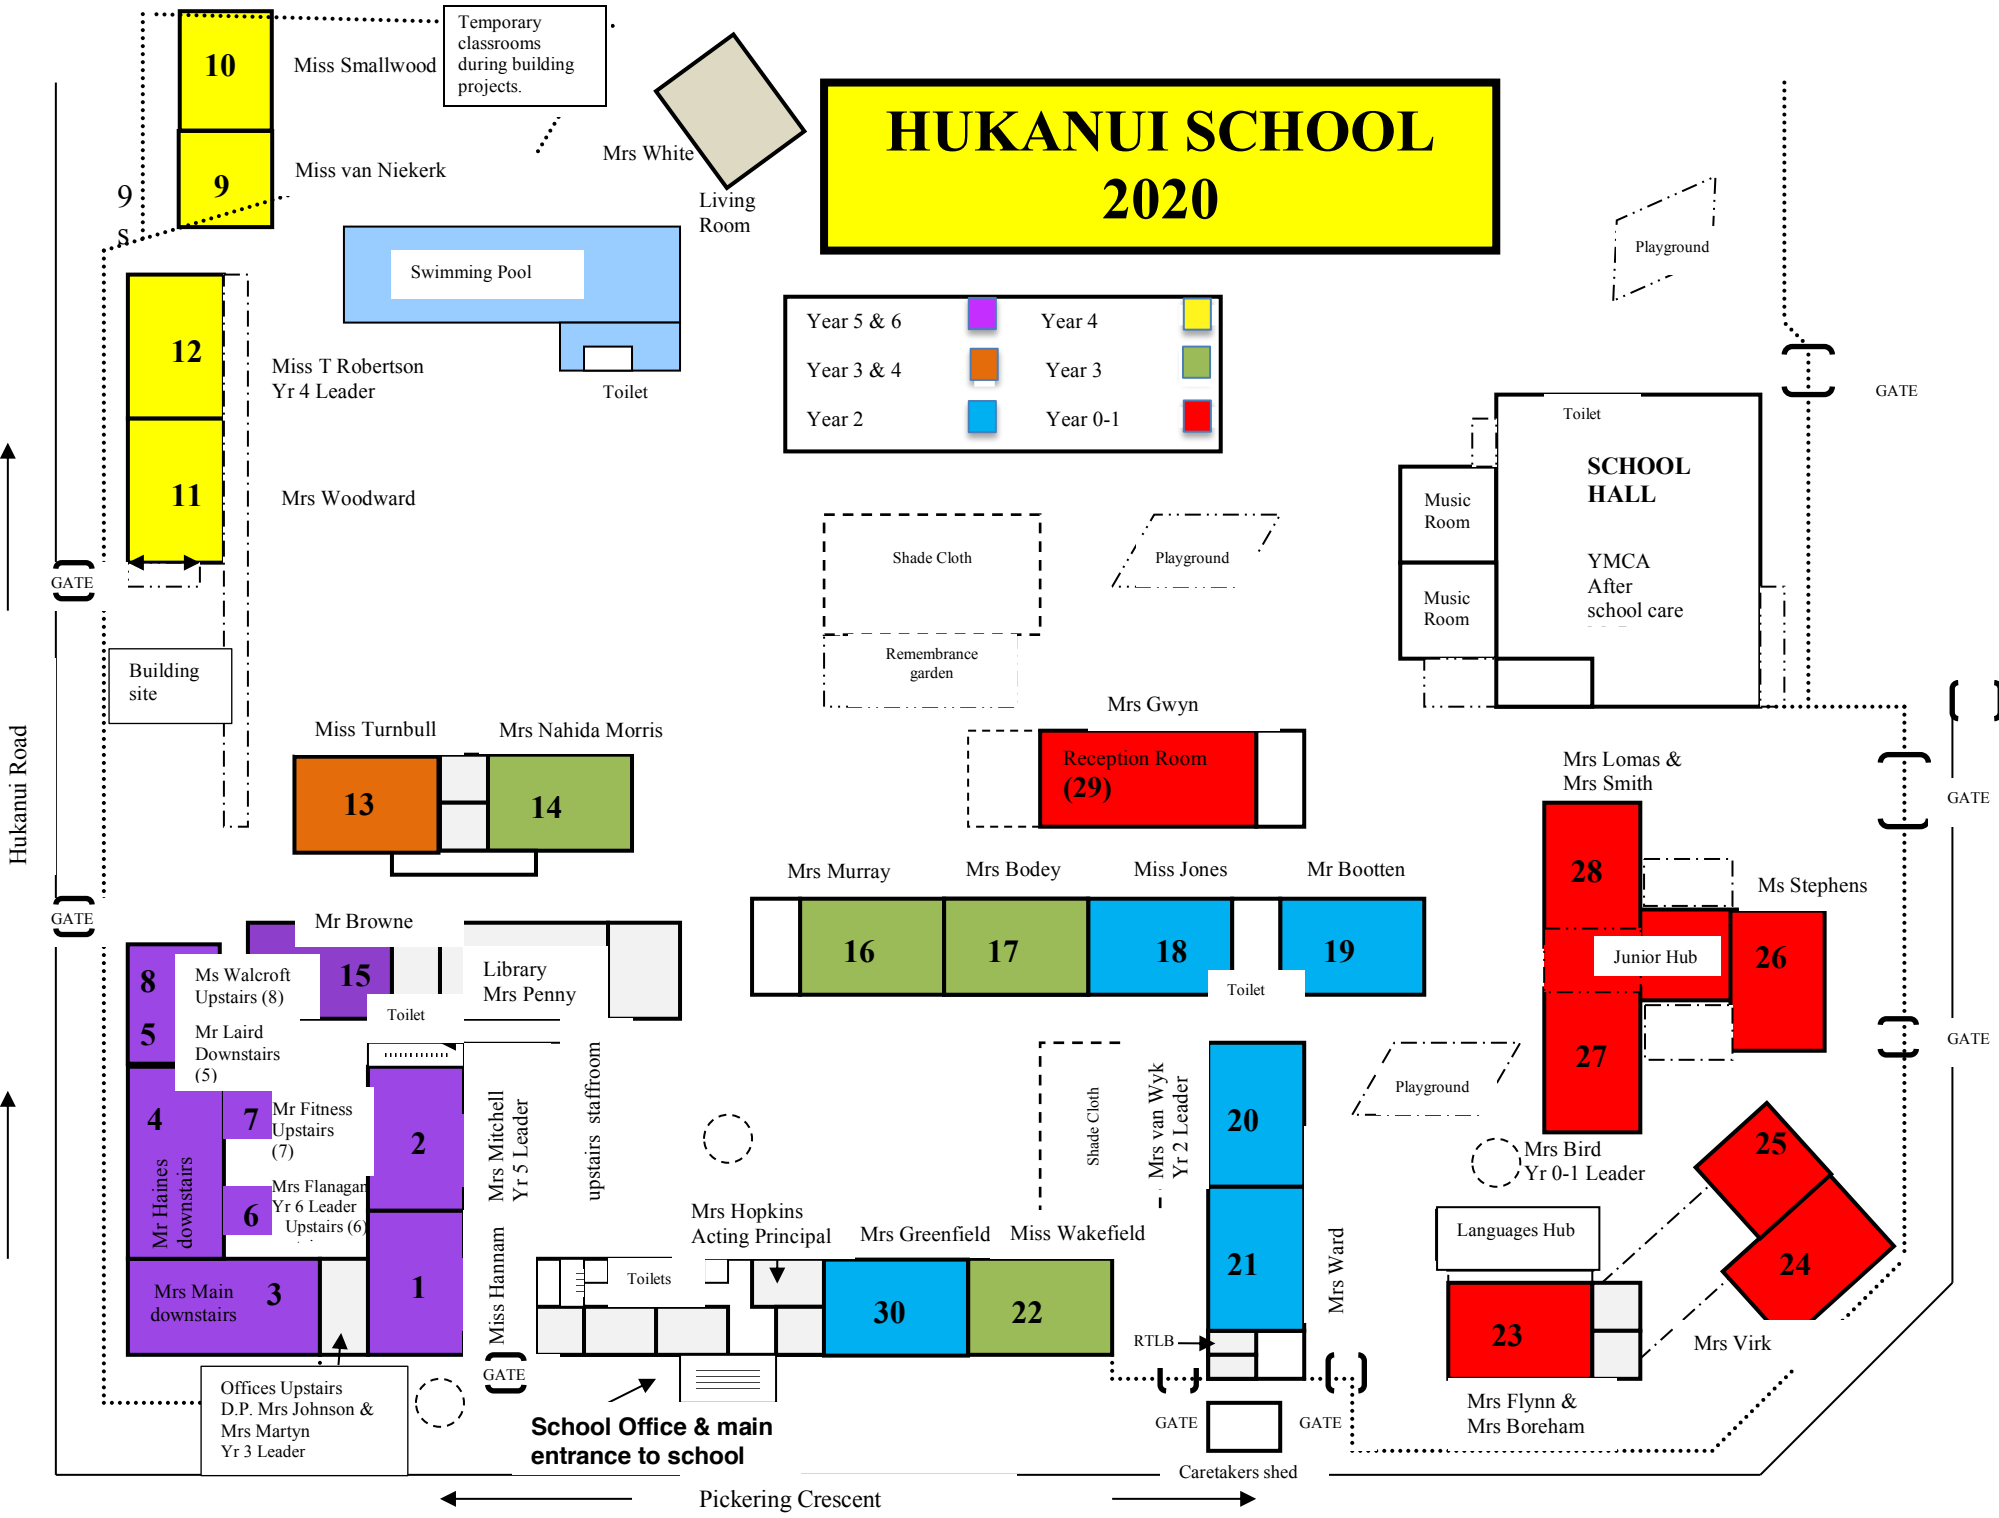 10
Miss Smallwood
Temporary
classrooms
during building
projects.
9
Miss van Niekerk
9
s
Mrs White
Living
Room
HUKANUI SCHOOL
2020
Playground
Swimming Pool
Toilet
Year 5 & 6
Year 4
Year 3 & 4
Year 3
Year 2
Year 0-1
12
Miss T Robertson
Yr 4 Leader
11
Mrs Woodward
GATE
Toilet
SCHOOL
HALL
YMCA
After
school care
Music
Room
Music
Room
GATE
Shade Cloth
Playground
Remembrance
garden
Building
site
Hukanui Road
Miss Turnbull
Mrs Nahida Morris
13
14
Mrs Gwyn
Reception Room
(29)
Mrs Lomas &
Mrs Smith
GATE
28
Ms Stephens
Junior Hub
26
27
GATE
Mrs Murray
Mrs Bodey
Miss Jones
Mr Bootten
16
17
18
19
Toilet
GATE
Mr Browne
15
Library
Mrs Penny
Toilet
8
Ms Walcroft
Upstairs (8)
5
Mr Laird
Downstairs
(5)
4
Mr Haines
downstairs
7
Mr Fitness
Upstairs
(7)
6
Mrs Flanagan
Yr 6 Leader
Upstairs (6)
2
Mrs Mitchell
Yr 5 Leader
upstairs staffroom
1
Miss Hannam
Mrs Main
downstairs
3
Offices Upstairs
D.P. Mrs Johnson &
Mrs Martyn
Yr 3 Leader
GATE
Toilets
Mrs Hopkins
Acting Principal
Mrs Greenfield
Miss Wakefield
30
22
School Office & main
entrance to school
Shade Cloth
Mrs van Wyk
Yr 2 Leader
20
21
Mrs Ward
RTLB
GATE
GATE
Caretakers shed
Playground
Mrs Bird
Yr 0-1 Leader
25
24
Languages Hub
23
Mrs Virk
Mrs Flynn &
Mrs Boreham
Pickering Crescent